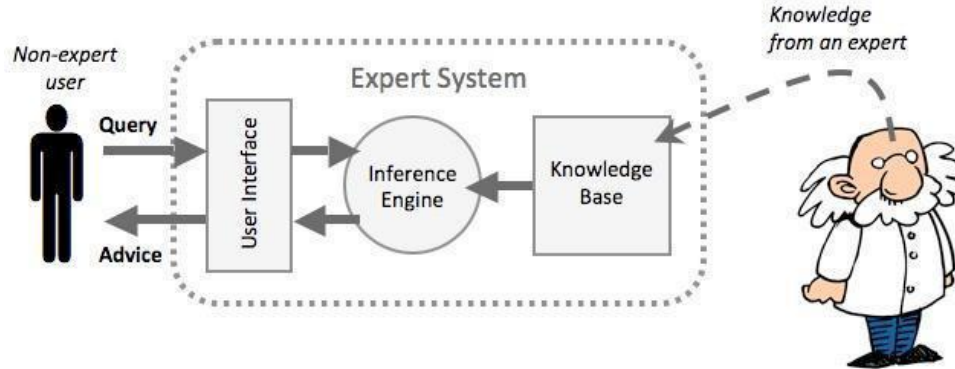 Knowledge
from an expert
Non-expert
user
Expert System
Query
User Interface
Inference
Engine
Knowledge
Base
Advice